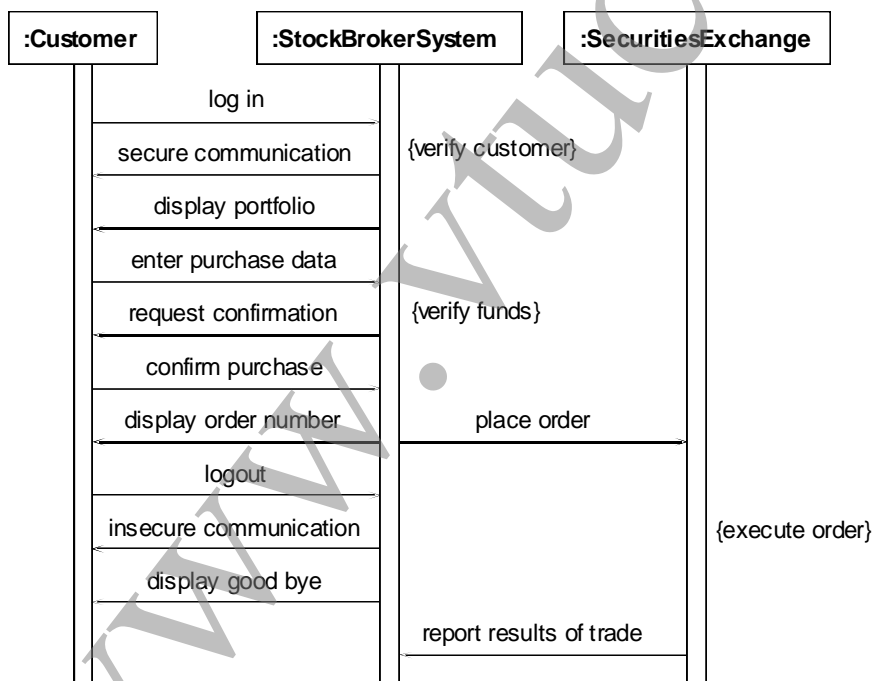 :Customer :StockBrokerSystem :SecuritiesExchange
log in
secure communication {verify customer}
display portfolio
enter purchase data
request confirmation {verify funds}
confirm purchase
display order number place order
logout
insecure communication {execute order}
display good bye
report results of trade